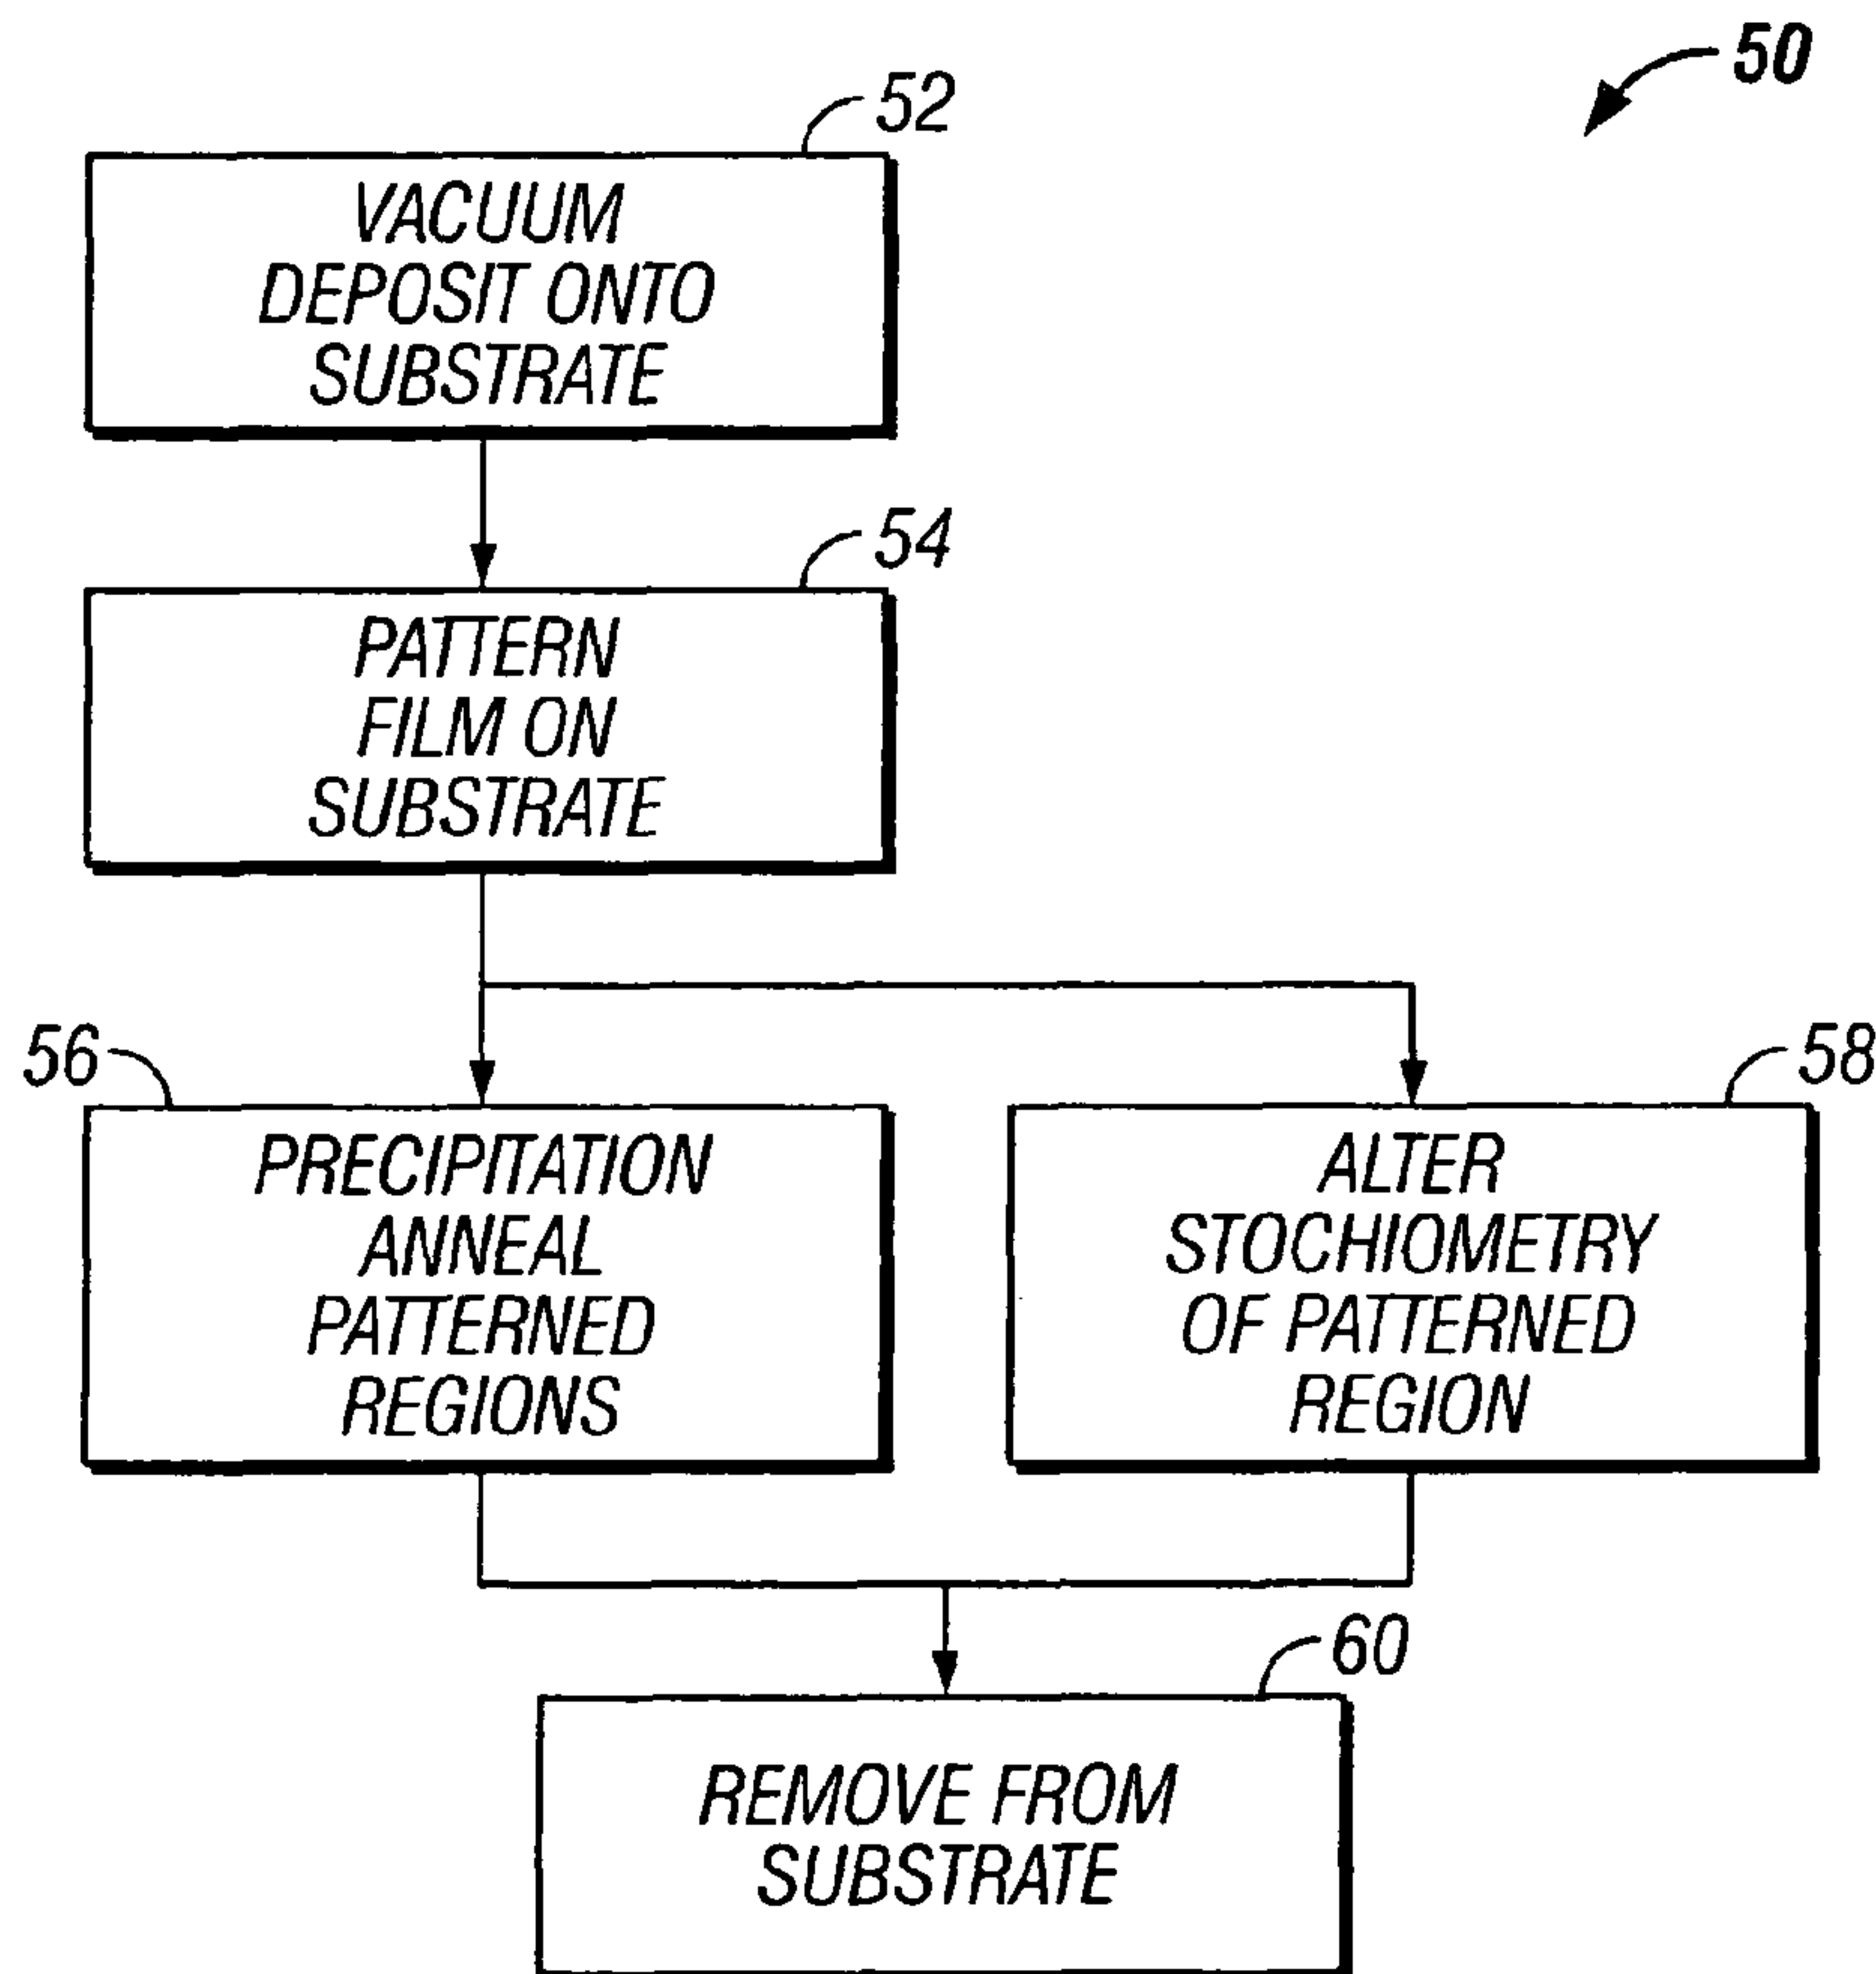 50
52
VACUUM
DEPOSIT ONTO
SUBSTRATE
54
PATTERN
FILM ON
SUBSTRATE
56
PRECIPITATION
ANNEAL
PATTERNED
REGIONS
58
ALTER
STOCHIOMETRY
OF PATTERNED
REGION
60
REMOVE FROM
SUBSTRATE